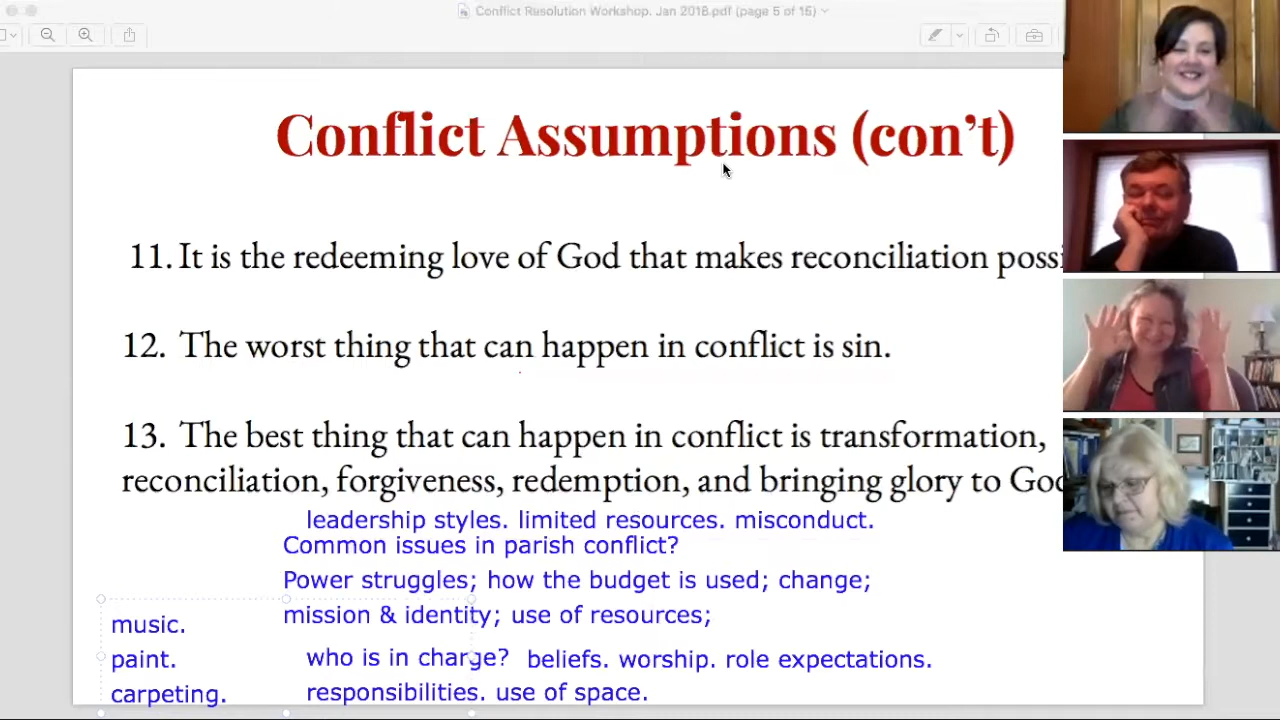 Conflict Resolution Workshop. Jan 2018.pdf (page 5 of 15)
Conflict Assumptions (con't)
11. It is the redeeming love of God that makes reconciliation possi
12. The worst thing that can happen in conflict is sin.
13. The best thing that can happen in conflict is transformation,
reconciliation, forgiveness, redemption, and bringing glory to God
leadership styles. limited resources. misconduct.
Common issues in parish conflict?
Power struggles; how the budget is used; change;
mission & identity; use of resources;
music.
paint.
carpeting.
who is in charge? beliefs. worship. role expectations.
responsibilities. use of space.